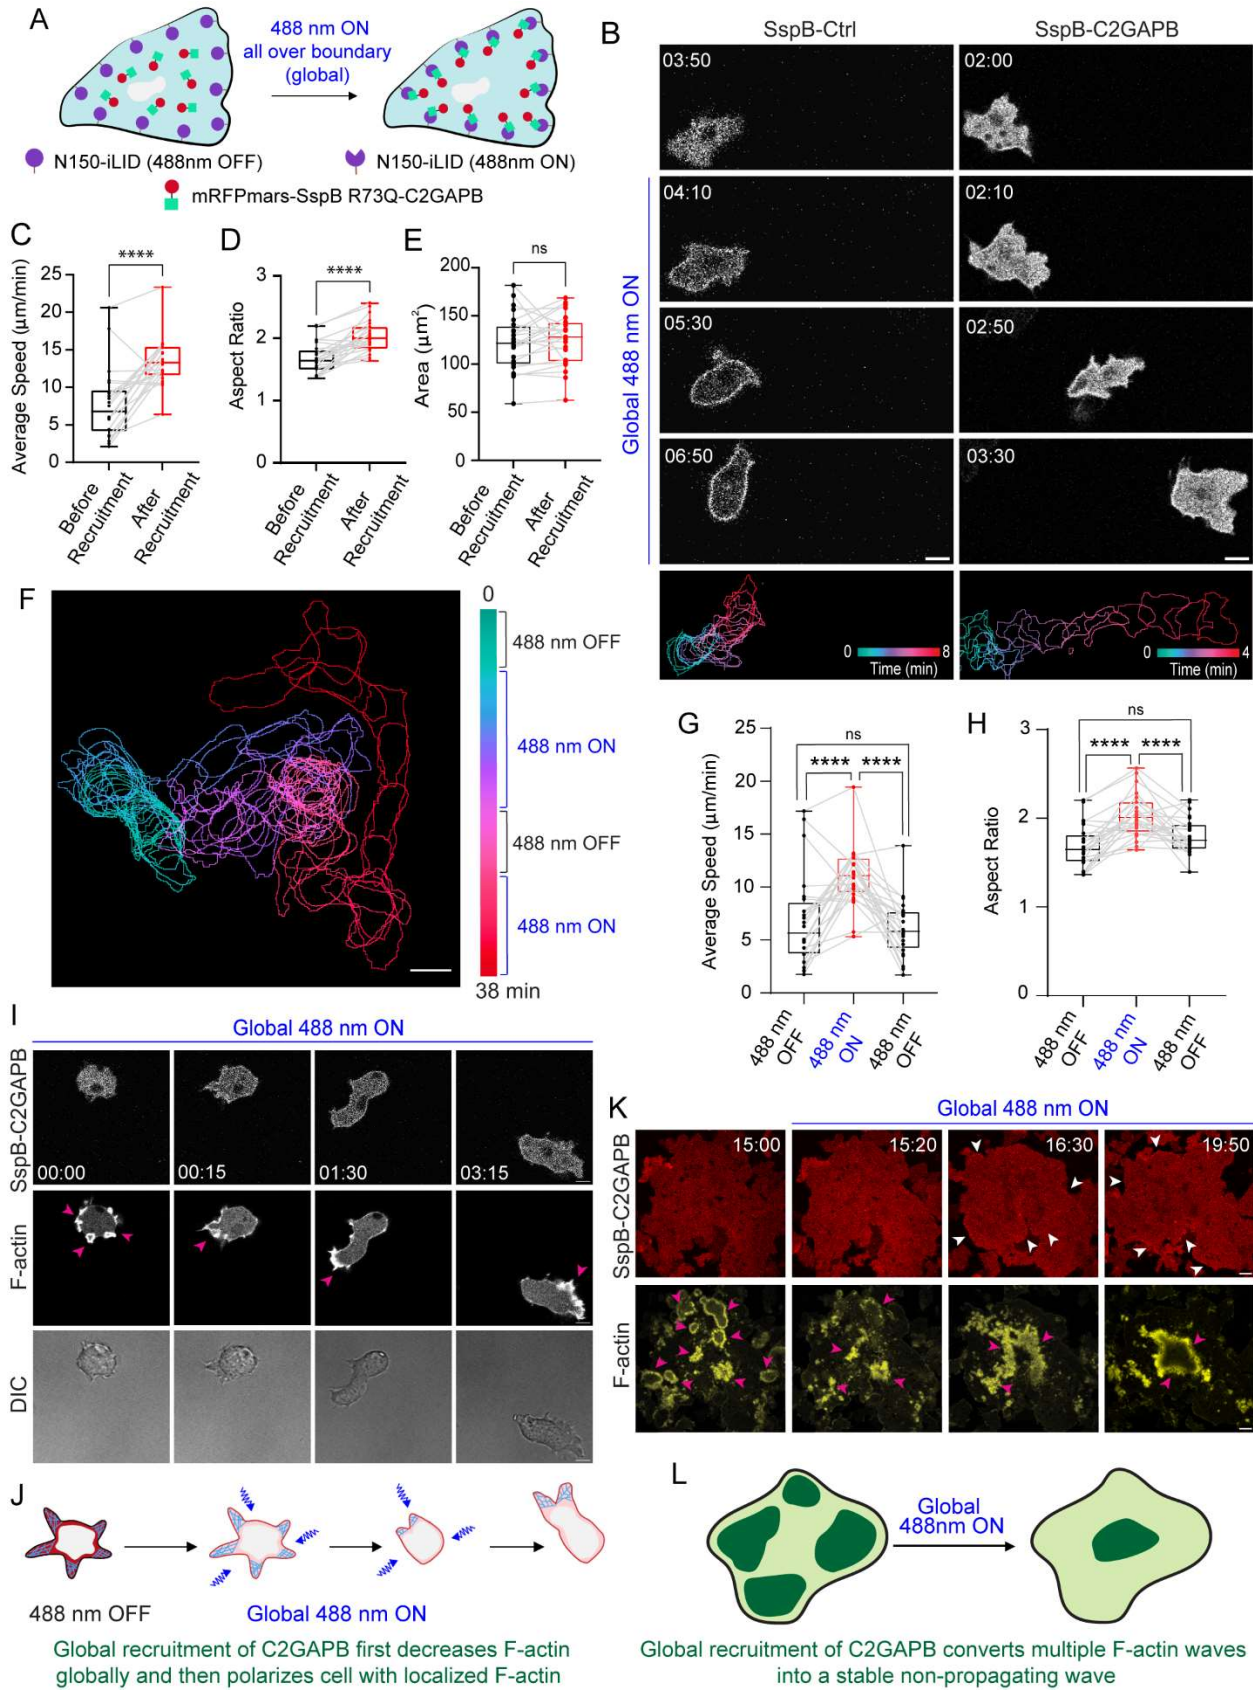 A
488 nm ON
all over boundary
(global)
N150-iLID (488nm OFF)
N150-iLID (488nm ON)
mRFPmars-SspB R73Q-C2GAPB
B
SspB-Ctrl
SspB-C2GAPB
03:50
02:00
04:10
02:10
05:30
02:50
06:50
03:30
Global 488 nm ON
0
8
Time (min)
0
4
Time (min)
C
Average Speed (µm/min)
25
20
15
10
5
0
****
Before
Recruitment
After
Recruitment
D
Aspect Ratio
3
2
1
0
****
Before
Recruitment
After
Recruitment
E
Area (µm²)
200
150
100
50
0
ns
Before
Recruitment
After
Recruitment
F
0
488 nm OFF
488 nm ON
488 nm OFF
488 nm ON
38 min
G
Average Speed (µm/min)
25
20
15
10
5
0
ns
**** ****
488 nm
OFF
488 nm
ON
488 nm
OFF
H
Aspect Ratio
3
2
1
0
ns
**** ****
488 nm
OFF
488 nm
ON
488 nm
OFF
I
Global 488 nm ON
SspB-C2GAPB
00:00
00:15
01:30
03:15
F-actin
DIC
J
488 nm OFF
Global 488 nm ON
Global recruitment of C2GAPB first decreases F-actin
globally and then polarizes cell with localized F-actin
K
Global 488 nm ON
SspB-C2GAPB
15:00
15:20
16:30
19:50
F-actin
L
Global
488nm ON
Global recruitment of C2GAPB converts multiple F-actin waves
into a stable non-propagating wave